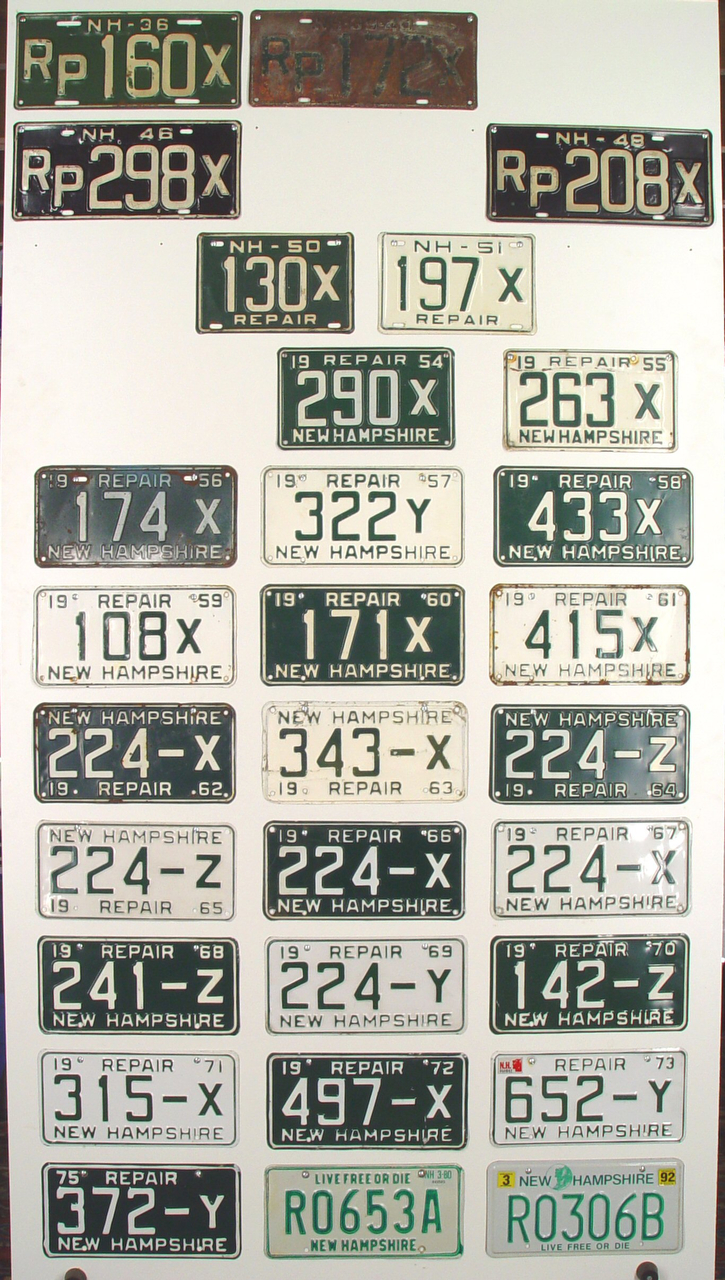 NH-36
RP160X
RP172X
NH 46
RP298X
NH-48
RP208X
NH-50
130X
REPAIR
NH-51
197 X
REPAIR
19 REPAIR 54
290 X
NEW HAMPSHIRE
19 REPAIR 55
263 X
NEW HAMPSHIRE
19 REPAIR 56
174 X
NEW HAMPSHIRE
19 REPAIR 57
322Y
NEW HAMPSHIRE
19 REPAIR 58
433X
NEW HAMPSHIRE
19 REPAIR 59
108X
NEW HAMPSHIRE
19 REPAIR 60
171X
NEW HAMPSHIRE
19 REPAIR 61
415X
NEW HAMPSHIRE
NEW HAMPSHIRE
224-X
19 REPAIR 62
NEW HAMPSHIRE
343-X
19 REPAIR 63
NEW HAMPSHIRE
224-Z
19 REPAIR 64
NEW HAMPSHIRE
224-Z
19 REPAIR 65
19 REPAIR 66
224-X
NEW HAMPSHIRE
19 REPAIR 67
224-X
NEW HAMPSHIRE
19 REPAIR 68
241-Z
NEW HAMPSHIRE
19 REPAIR 69
224-Y
NEW HAMPSHIRE
19 REPAIR 70
142-Z
NEW HAMPSHIRE
19 REPAIR 71
315-X
NEW HAMPSHIRE
19 REPAIR 72
497-X
NEW HAMPSHIRE
N.H. REPAIR 73
652-Y
NEW HAMPSHIRE
75 REPAIR
372-Y
NEW HAMPSHIRE
LIVE FREE OR DIE NH 3-80
R0653A
NEW HAMPSHIRE
3 NEW HAMPSHIRE 92
R0306B
LIVE FREE OR DIE